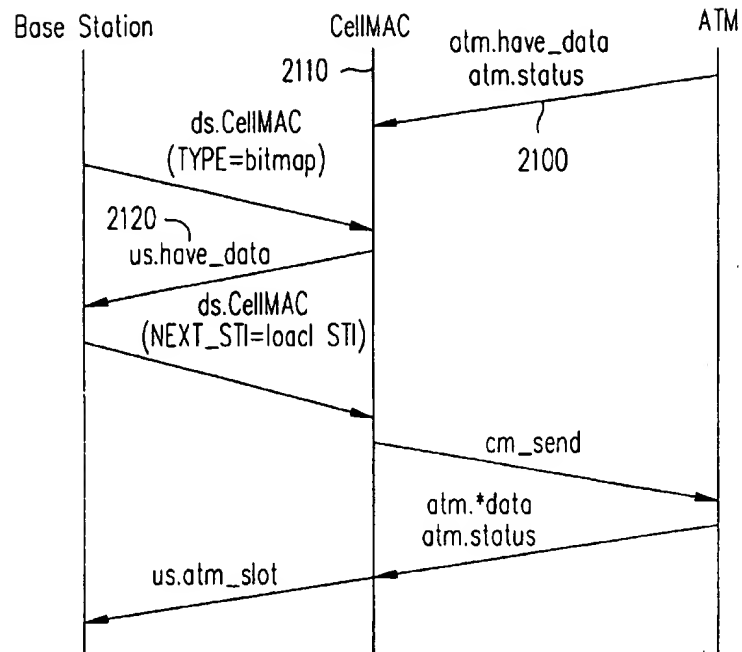 Base Station
CellMAC
ATM
2110
atm.have_data
atm.status
2100
ds.CellMAC
(TYPE=bitmap)
2120
us.have_data
ds.CellMAC
(NEXT_STI=loacl STI)
cm_send
atm.*data
atm.status
us.atm_slot